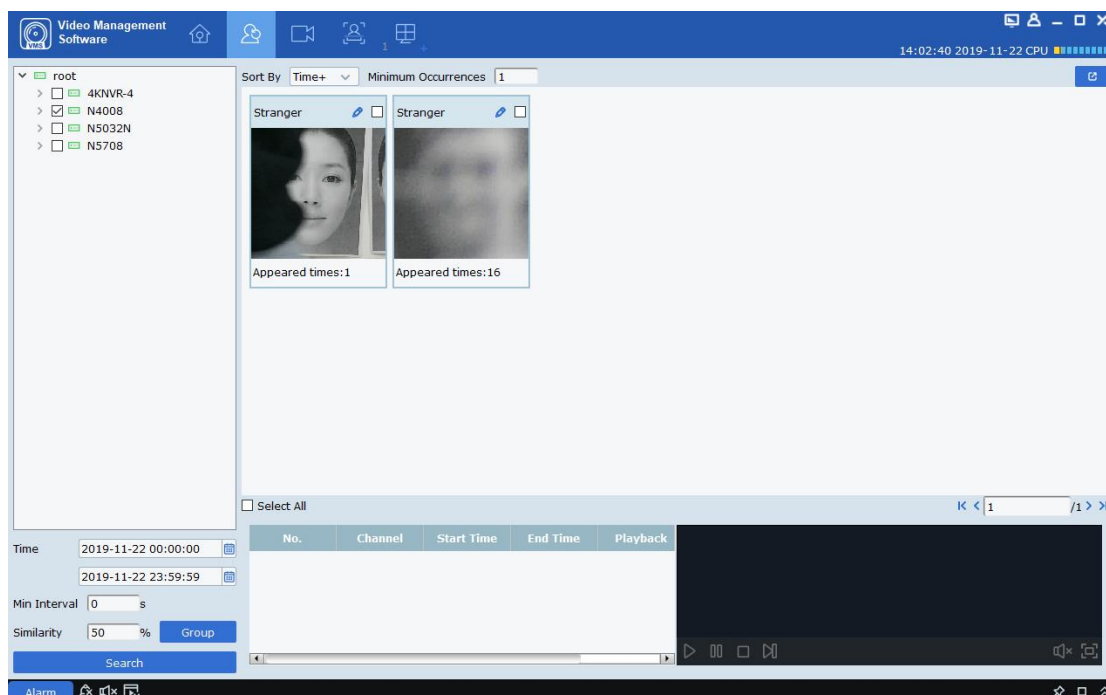 Video Management
Software
VMS
1
14:02:40 2019-11-22 CPU
root
4KNVR-4
N4008
N5032N
N5708
Sort By Time+ Minimum Occurrences 1
Stranger
Appeared times:1
Stranger
Appeared times:16
Select All
1 /1
No. Channel Start Time End Time Playback
Time 2019-11-22 00:00:00
2019-11-22 23:59:59
Min Interval 0 s
Similarity 50 % Group
Search
Alarm